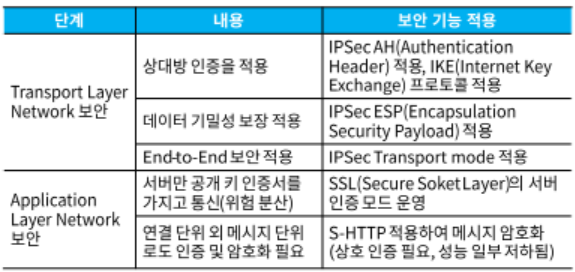 단계 내용 보안 기능 적용
Transport Layer
Network 보안
상대방 인증을 적용
IPSec AH(Authentication
Header) 적용, IKE(Internet Key
Exchange) 프로토콜 적용
데이터 기밀성 보장 적용
IPSec ESP(Encapsulation
Security Payload) 적용
End-to-End 보안 적용
IPSec Transport mode 적용
Application
Layer Network
보안
서버만 공개 키 인증서를
가지고 통신(위험 분산)
SSL(Secure Soket Layer)의 서버
인증 모드 운영
연결 단위 외 메시지 단위
로도 인증 및 암호화 필요
S-HTTP 적용하여 메시지 암호화
(상호 인증 필요, 성능 일부 저하됨)